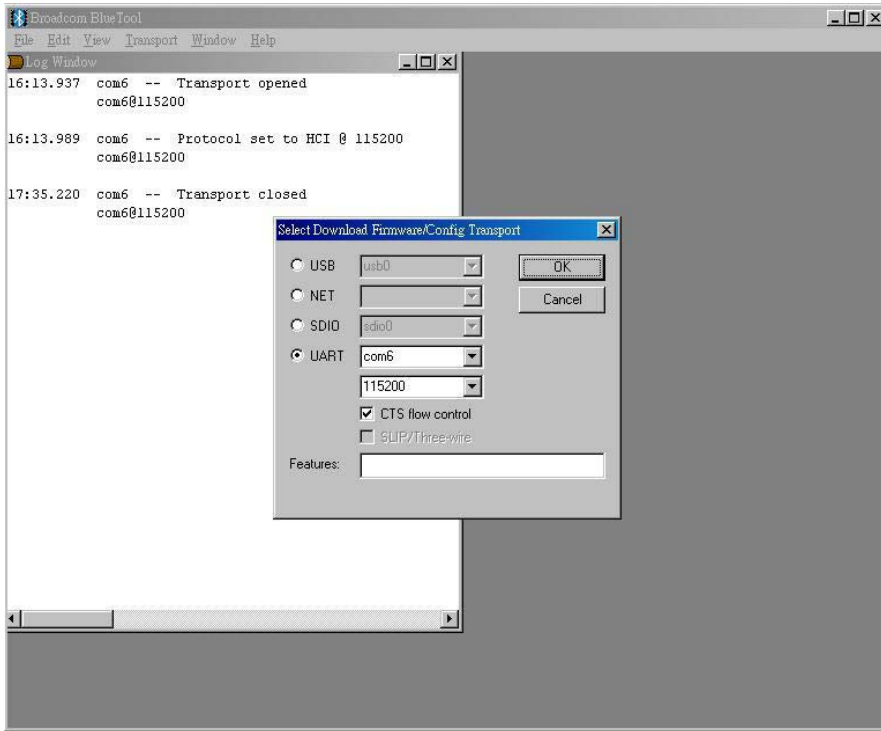 Broadcom BlueTool
File Edit View Transport Window Help
Log Window
16:13.937 com6 -- Transport opened
com6@115200
16:13.989 com6 -- Protocol set to HCI @ 115200
com6@115200
17:35.220 com6 -- Transport closed
com6@115200
Select Download Firmware/Config Transport
USB usb0 OK
NET Cancel
SDIO sdio0
UART com6
115200
CTS flow control
SLIP/Three-wire
Features: